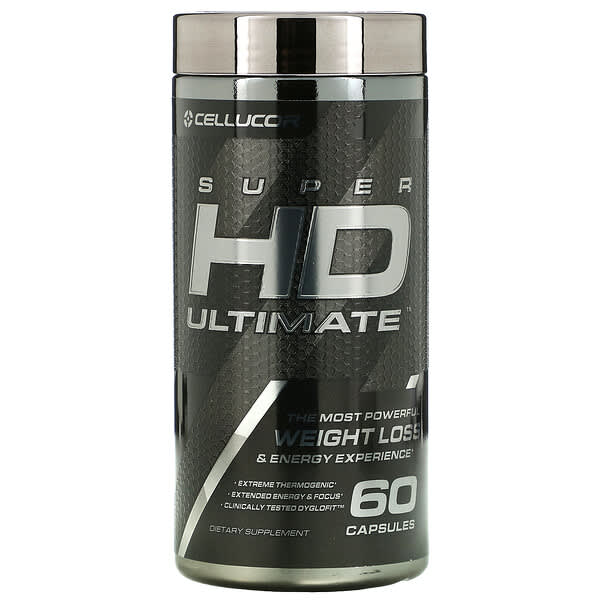 CELLUCOR
SUPER
HD
ULTIMATE™
THE MOST POWERFUL
WEIGHT LOSS
& ENERGY EXPERIENCE*
• EXTREME THERMOGENIC*
• EXTENDED ENERGY & FOCUS*
• CLINICALLY TESTED DYGLOFIT™
60
CAPSULES
DIETARY SUPPLEMENT